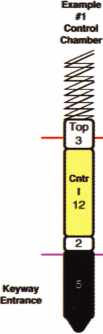 Example
#1
Control
Chamber
Top
3
Cntr
I
12
2
5
Keyway
Entrance